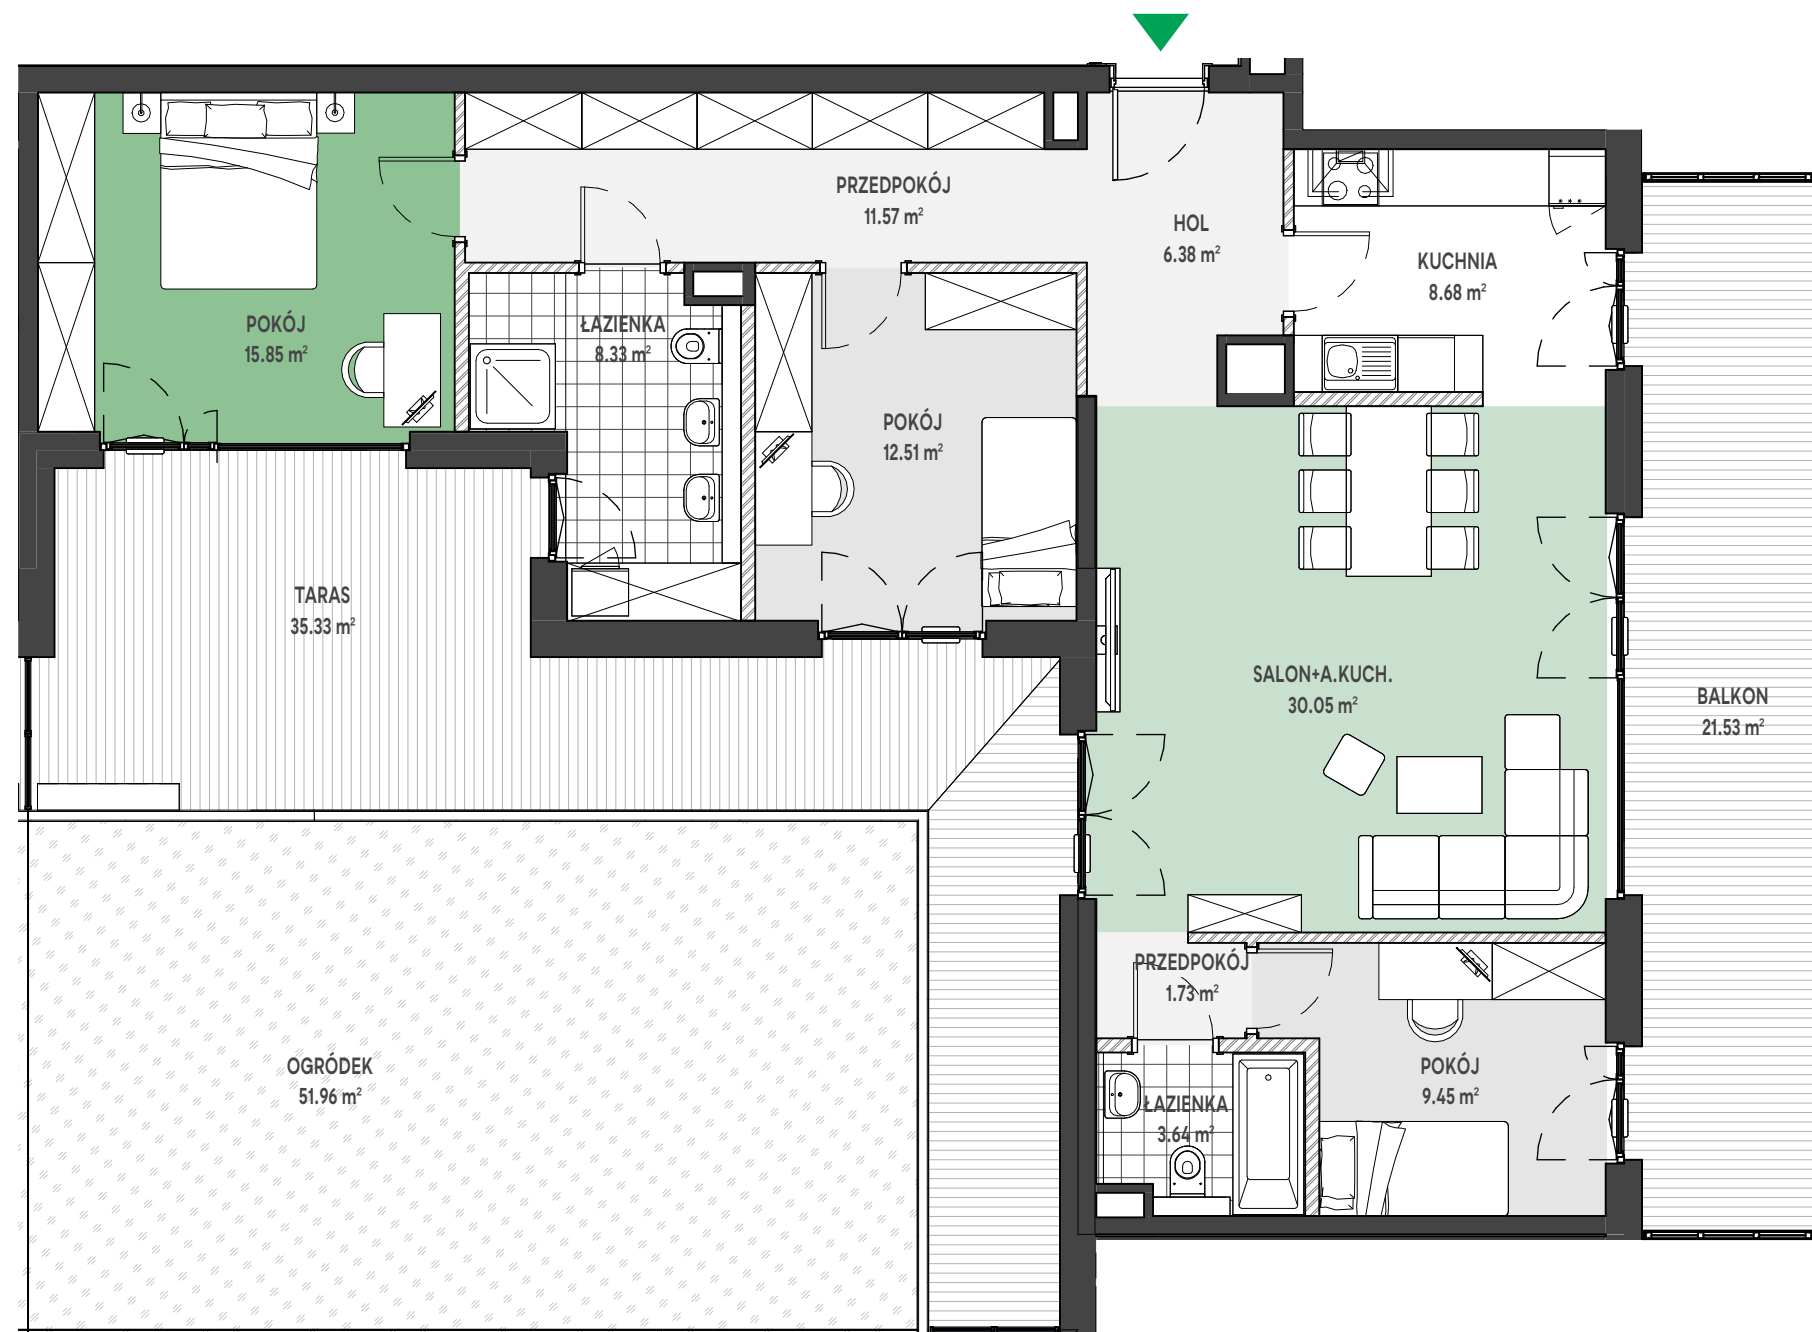 PRZEDPOKÓJ
11.57 m²
HOL
6.38 m²
KUCHNIA
8.68 m²
POKÓJ
15.85 m²
ŁAZIENKA
8.33 m²
POKÓJ
12.51 m²
TARAS
35.33 m²
SALON+A.KUCH.
30.05 m²
BALKON
21.53 m²
PRZEDPOKÓJ
1.73 m²
OGRÓDEK
51.96 m²
POKÓJ
9.45 m²
ŁAZIENKA
3.64 m²